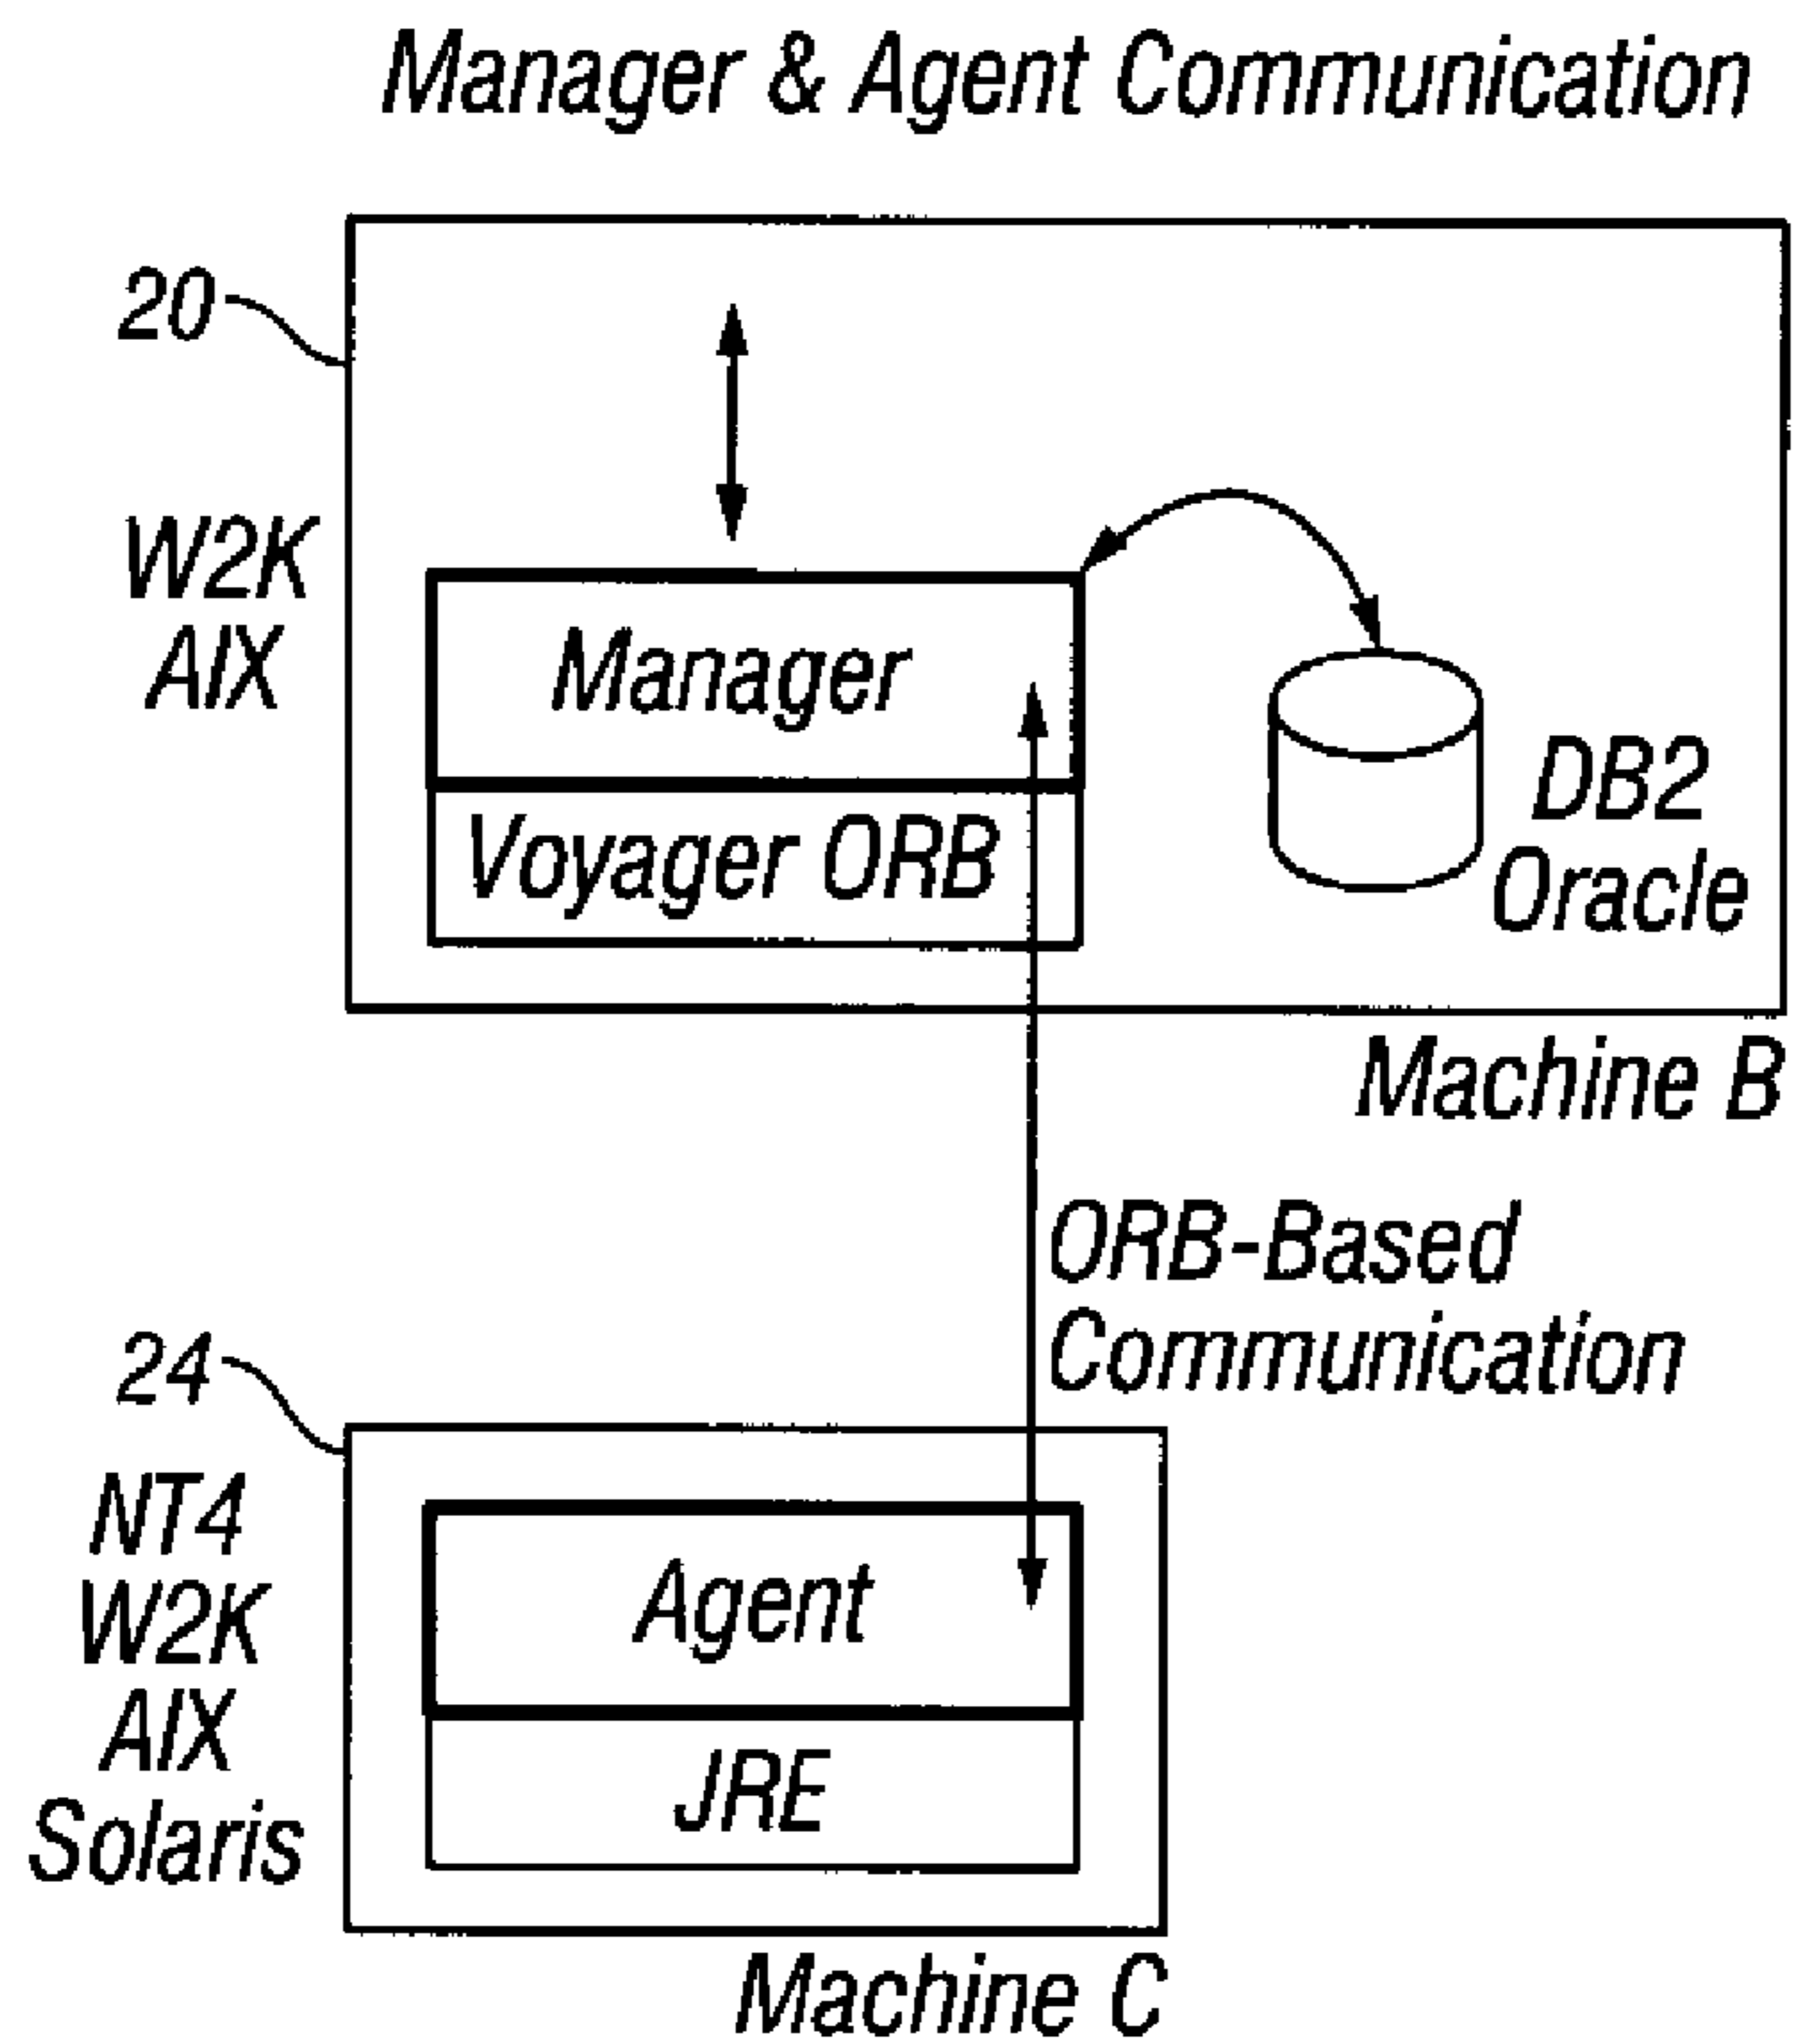 Manager & Agent Communication
20
W2K
AIX
Manager
Voyager ORB
DB2
Oracle
Machine B
ORB-Based
Communication
24
NT4
W2K
AIX
Solaris
Agent
JRE
Machine C